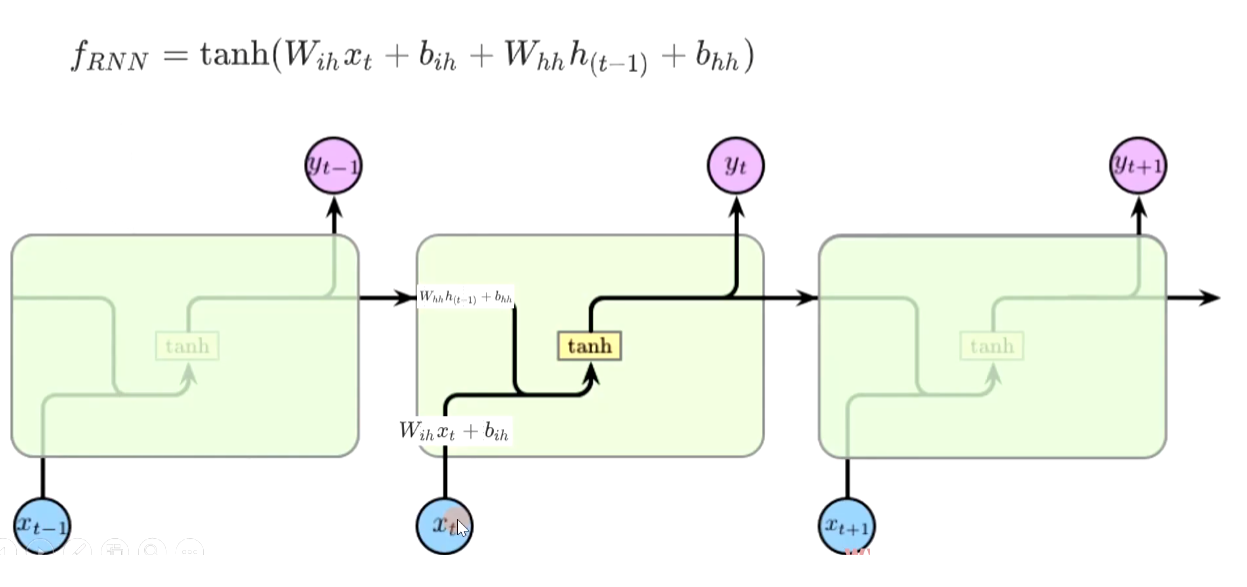 f_{RNN} = tanh(W_{ih}x_t + b_{ih} + W_{hh}h_{(t-1)} + b_{hh})
y_{t-1} y_t y_{t+1}
W_{hh}h_{(t-1)} + b_{hh}
tanh tanh tanh
W_{ih}x_t + b_{ih}
x_{t-1} x_t x_{t+1}